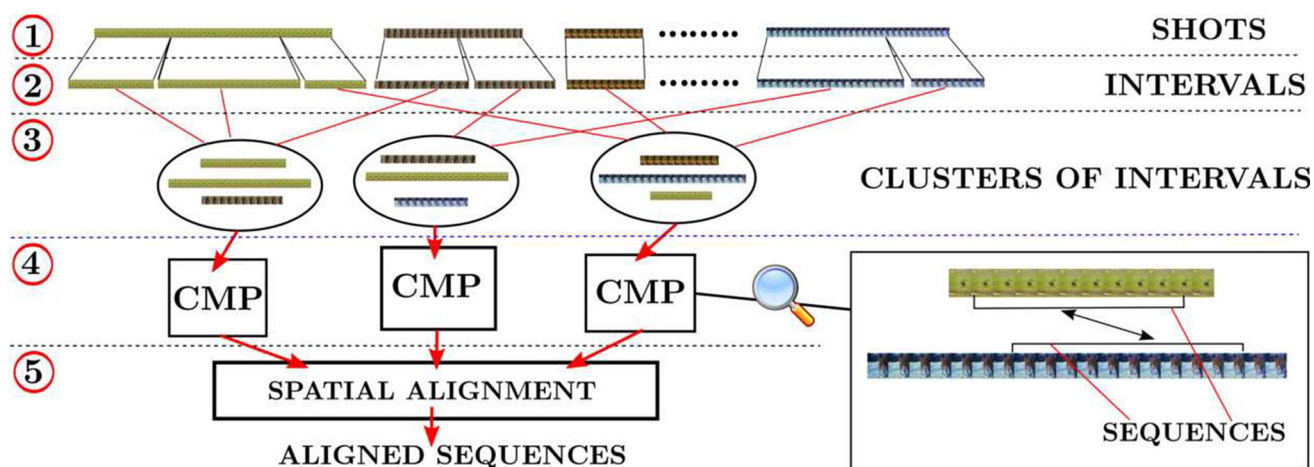 1 SHOTS
2 INTERVALS
3
CLUSTERS OF INTERVALS
4
CMP CMP CMP
5
SPATIAL ALIGNMENT
SEQUENCES
ALIGNED SEQUENCES